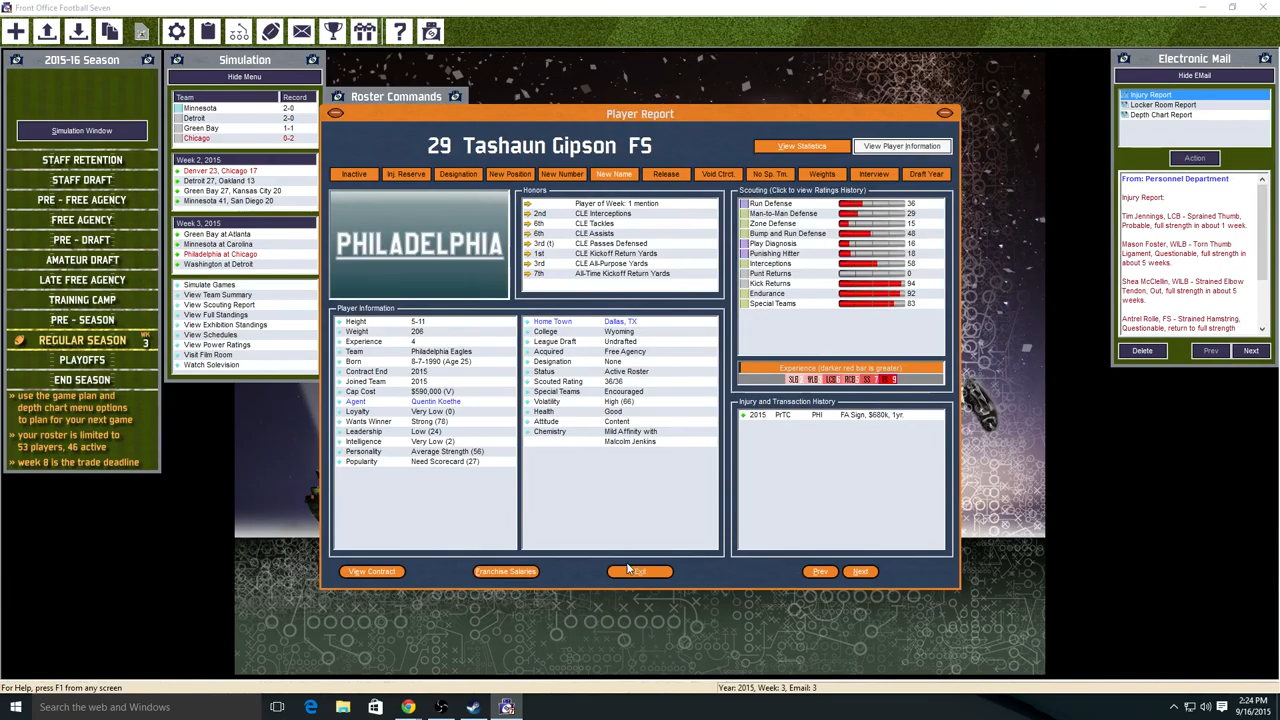 Front Office Football Seven
2015-16 Season
Simulation Window
STAFF RETENTION
STAFF DRAFT
PRE - FREE AGENCY
FREE AGENCY
PRE - DRAFT
AMATEUR DRAFT
LATE FREE AGENCY
TRAINING CAMP
PRE - SEASON
REGULAR SEASON WK 3
PLAYOFFS
END SEASON
» use the game plan and
depth chart menu options
to plan for your next game
» your roster is limited to
53 players, 46 active
» week 8 is the trade deadline
Simulation
Hide Menu
Team Record
Minnesota 2-0
Detroit 2-0
Green Bay 1-1
Chicago 0-2
Week 2, 2015
Denver 23, Chicago 17
Detroit 27, Oakland 13
Green Bay 27, Kansas City 20
Minnesota 41, San Diego 20
Week 3, 2015
Green Bay at Atlanta
Minnesota at Carolina
Philadelphia at Chicago
Washington at Detroit
Simulate Games
View Team Summary
View Scouting Report
View Full Standings
View Exhibition Standings
View Schedules
View Power Ratings
Visit Film Room
Watch Solevision
Roster Commands
Player Report
29 Tashaun Gipson FS
View Statistics
View Player Information
Inactive
Inj. Reserve
Designation
New Position
New Number
New Name
Release
Void Ctrct.
No Sp. Tm.
Weights
Interview
Draft Year
PHILADELPHIA
Honors
Player of Week: 1 mention
2nd CLE Interceptions
6th CLE Tackles
6th CLE Assists
3rd (t) CLE Passes Defensed
1st CLE Kickoff Return Yards
3rd CLE All-Purpose Yards
7th All-Time Kickoff Return Yards
Scouting (Click to view Ratings History)
Run Defense 36
Man-to-Man Defense 29
Zone Defense 15
Bump and Run Defense 48
Play Diagnosis 16
Punishing Hitter 18
Interceptions 58
Punt Returns 0
Kick Returns 94
Endurance 92
Special Teams 83
Experience (darker red bar is greater)
Player Information
Height 5-11
Weight 206
Experience 4
Team Philadelphia Eagles
Born 8-7-1990 (Age 25)
Contract End 2015
Joined Team 2015
Cap Cost $590,000 (V)
Agent Quentin Koethe
Loyalty Very Low (0)
Wants Winner Strong (78)
Leadership Low (24)
Intelligence Very Low (2)
Personality Average Strength (56)
Popularity Need Scorecard (27)
Home Town Dallas, TX
College Wyoming
League Draft Undrafted
Acquired Free Agency
Designation None
Status Active Roster
Scouted Rating 36/36
Special Teams Encouraged
Volatility High (66)
Health Good
Attitude Content
Chemistry Mild Affinity with
Malcolm Jenkins
Injury and Transaction History
2015 PrTC PHI FA Sign, $680k, 1yr.
View Contract
Franchise Salaries
Prev
Next
Electronic Mail
Hide EMail
Injury Report
Locker Room Report
Depth Chart Report
Action
From: Personnel Department
Injury Report:
Tim Jennings, LCB - Sprained Thumb,
Probable, full strength in about 1
week.
Mason Foster, WILB - Torn Thumb
Ligament, Questionable, full strength in
about 5 weeks.
Shea McClellin, WILB - Strained Elbow
Tendon, Out, full strength in about 5
weeks.
Antrel Rolle, FS - Strained Hamstring,
Questionable, return to full strength
Delete
Prev
Next
For Help, press F1 from any screen
Year: 2015, Week: 3, Email: 3
Search the web and Windows
2:24 PM
9/16/2015